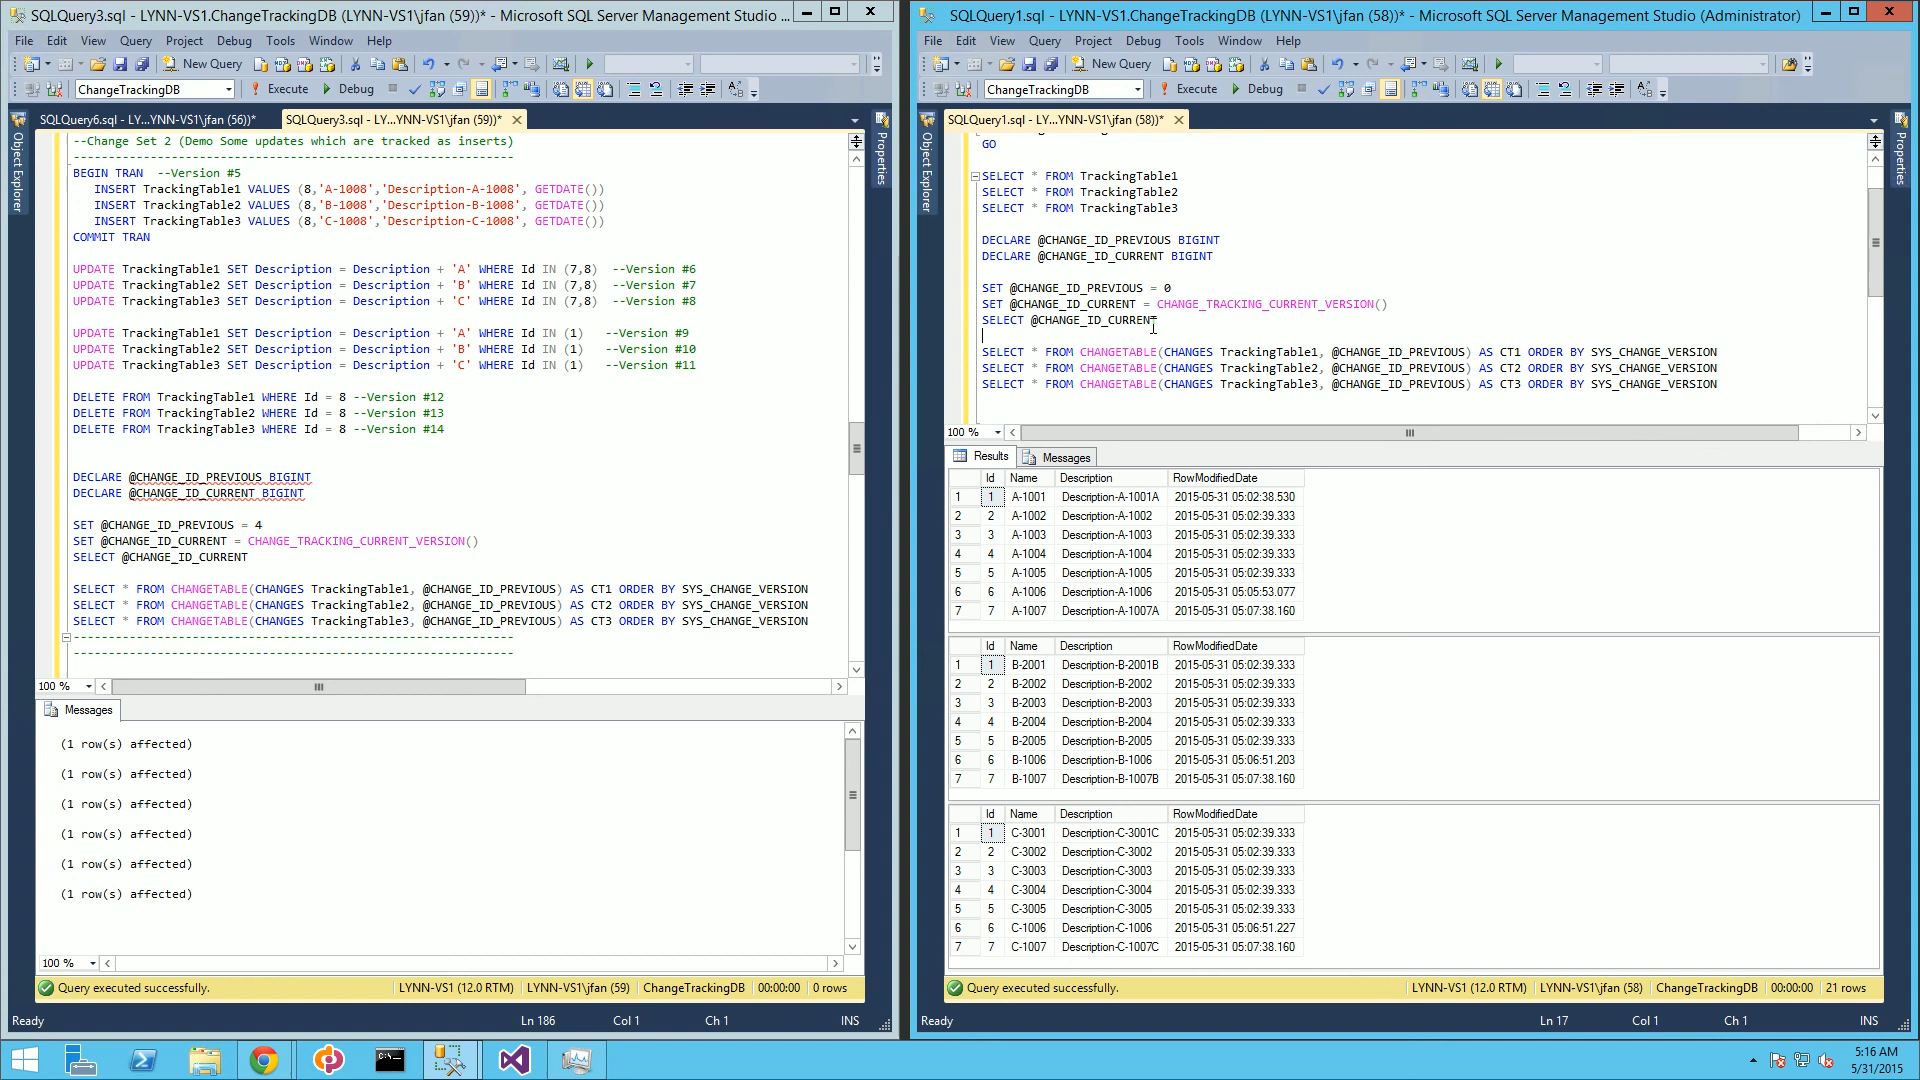 SQLQuery3.sql - LYNN-VS1.ChangeTrackingDB (LYNN-VS1\jfan (59))* - Microsoft SQL Server Management Studio ...
File Edit View Query Project Debug Tools Window Help
New Query
ChangeTrackingDB Execute Debug
SQLQuery6.sql - LY...YNN-VS1\jfan (56))* SQLQuery3.sql - LY...YNN-VS1\jfan (59))*
Object Explorer
Properties
--Change Set 2 (Demo Some updates which are tracked as inserts)
---------------------------------------------------------------
BEGIN TRAN  --Version #5
INSERT TrackingTable1 VALUES (8,'A-1008','Description-A-1008', GETDATE())
INSERT TrackingTable2 VALUES (8,'B-1008','Description-B-1008', GETDATE())
INSERT TrackingTable3 VALUES (8,'C-1008','Description-C-1008', GETDATE())
COMMIT TRAN
UPDATE TrackingTable1 SET Description = Description + 'A' WHERE Id IN (7,8)  --Version #6
UPDATE TrackingTable2 SET Description = Description + 'B' WHERE Id IN (7,8)  --Version #7
UPDATE TrackingTable3 SET Description = Description + 'C' WHERE Id IN (7,8)  --Version #8
UPDATE TrackingTable1 SET Description = Description + 'A' WHERE Id IN (1)   --Version #9
UPDATE TrackingTable2 SET Description = Description + 'B' WHERE Id IN (1)   --Version #10
UPDATE TrackingTable3 SET Description = Description + 'C' WHERE Id IN (1)   --Version #11
DELETE FROM TrackingTable1 WHERE Id = 8 --Version #12
DELETE FROM TrackingTable2 WHERE Id = 8 --Version #13
DELETE FROM TrackingTable3 WHERE Id = 8 --Version #14
DECLARE @CHANGE_ID_PREVIOUS BIGINT
DECLARE @CHANGE_ID_CURRENT BIGINT
SET @CHANGE_ID_PREVIOUS = 4
SET @CHANGE_ID_CURRENT = CHANGE_TRACKING_CURRENT_VERSION()
SELECT @CHANGE_ID_CURRENT
SELECT * FROM CHANGETABLE(CHANGES TrackingTable1, @CHANGE_ID_PREVIOUS) AS CT1 ORDER BY SYS_CHANGE_VERSION
SELECT * FROM CHANGETABLE(CHANGES TrackingTable2, @CHANGE_ID_PREVIOUS) AS CT2 ORDER BY SYS_CHANGE_VERSION
SELECT * FROM CHANGETABLE(CHANGES TrackingTable3, @CHANGE_ID_PREVIOUS) AS CT3 ORDER BY SYS_CHANGE_VERSION
---------------------------------------------------------------
---------------------------------------------------------------
100 %
Messages
(1 row(s) affected)
(1 row(s) affected)
(1 row(s) affected)
(1 row(s) affected)
(1 row(s) affected)
(1 row(s) affected)
100 %
Query executed successfully. LYNN-VS1 (12.0 RTM) LYNN-VS1\jfan (59) ChangeTrackingDB 00:00:00 0 rows
Ready Ln 186 Col 1 Ch 1 INS
SQLQuery1.sql - LYNN-VS1.ChangeTrackingDB (LYNN-VS1\jfan (58))* - Microsoft SQL Server Management Studio (Administrator)
File Edit View Query Project Debug Tools Window Help
New Query
ChangeTrackingDB Execute Debug
SQLQuery1.sql - LY...YNN-VS1\jfan (58))*
Object Explorer
Properties
GO
SELECT * FROM TrackingTable1
SELECT * FROM TrackingTable2
SELECT * FROM TrackingTable3
DECLARE @CHANGE_ID_PREVIOUS BIGINT
DECLARE @CHANGE_ID_CURRENT BIGINT
SET @CHANGE_ID_PREVIOUS = 0
SET @CHANGE_ID_CURRENT = CHANGE_TRACKING_CURRENT_VERSION()
SELECT @CHANGE_ID_CURRENT
SELECT * FROM CHANGETABLE(CHANGES TrackingTable1, @CHANGE_ID_PREVIOUS) AS CT1 ORDER BY SYS_CHANGE_VERSION
SELECT * FROM CHANGETABLE(CHANGES TrackingTable2, @CHANGE_ID_PREVIOUS) AS CT2 ORDER BY SYS_CHANGE_VERSION
SELECT * FROM CHANGETABLE(CHANGES TrackingTable3, @CHANGE_ID_PREVIOUS) AS CT3 ORDER BY SYS_CHANGE_VERSION
100 %
Results Messages
Id Name Description RowModifiedDate
1 1 A-1001 Description-A-1001A 2015-05-31 05:02:38.530
2 2 A-1002 Description-A-1002 2015-05-31 05:02:39.333
3 3 A-1003 Description-A-1003 2015-05-31 05:02:39.333
4 4 A-1004 Description-A-1004 2015-05-31 05:02:39.333
5 5 A-1005 Description-A-1005 2015-05-31 05:02:39.333
6 6 A-1006 Description-A-1006 2015-05-31 05:05:53.077
7 7 A-1007 Description-A-1007A 2015-05-31 05:07:38.160
Id Name Description RowModifiedDate
1 1 B-2001 Description-B-2001B 2015-05-31 05:02:39.333
2 2 B-2002 Description-B-2002 2015-05-31 05:02:39.333
3 3 B-2003 Description-B-2003 2015-05-31 05:02:39.333
4 4 B-2004 Description-B-2004 2015-05-31 05:02:39.333
5 5 B-2005 Description-B-2005 2015-05-31 05:02:39.333
6 6 B-1006 Description-B-1006 2015-05-31 05:06:51.203
7 7 B-1007 Description-B-1007B 2015-05-31 05:07:38.160
Id Name Description RowModifiedDate
1 1 C-3001 Description-C-3001C 2015-05-31 05:02:39.333
2 2 C-3002 Description-C-3002 2015-05-31 05:02:39.333
3 3 C-3003 Description-C-3003 2015-05-31 05:02:39.333
4 4 C-3004 Description-C-3004 2015-05-31 05:02:39.333
5 5 C-3005 Description-C-3005 2015-05-31 05:02:39.333
6 6 C-1006 Description-C-1006 2015-05-31 05:06:51.227
7 7 C-1007 Description-C-1007C 2015-05-31 05:07:38.160
Query executed successfully. LYNN-VS1 (12.0 RTM) LYNN-VS1\jfan (58) ChangeTrackingDB 00:00:00 21 rows
Ready Ln 17 Col 1 Ch 1 INS
5:16 AM
5/31/2015